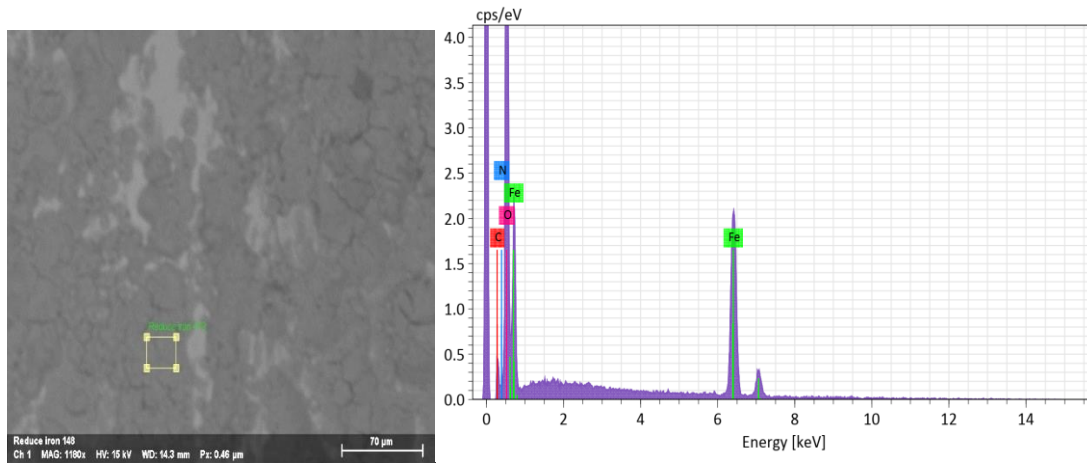 Reduce iron 148
Ch 1 MAG: 1180x HV: 15 kV WD: 14.3 mm Px: 0.46 µm
70 µm
cps/eV
4.0
3.5
3.0
2.5
2.0
1.5
1.0
0.5
0.0
N
Fe
O
C
Fe
0 2 4 6 8 10 12 14
Energy [keV]